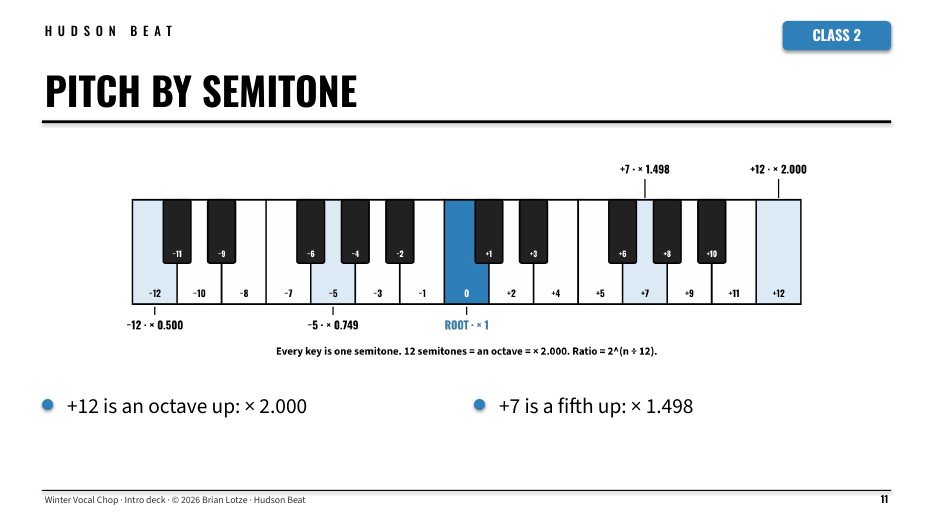 HUDSON BEAT
CLASS 2
PITCH BY SEMITONE
+7 · × 1.498
+12 · × 2.000
−11 −9 −6 −4 −2 +1 +3 +6 +8 +10
−12 −10 −8 −7 −5 −3 −1 0 +2 +4 +5 +7 +9 +11 +12
−12 · × 0.500
−5 · × 0.749
ROOT · × 1
Every key is one semitone. 12 semitones = an octave = × 2.000. Ratio = 2^(n ÷ 12).
+12 is an octave up: × 2.000
+7 is a fifth up: × 1.498
Winter Vocal Chop · Intro deck · © 2026 Brian Lotze · Hudson Beat
11